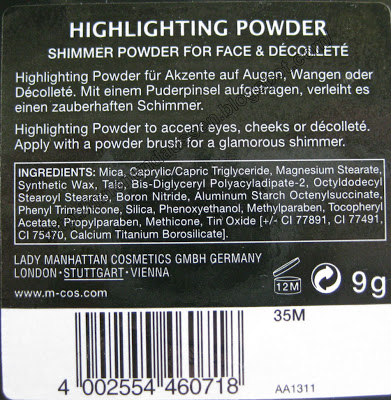 HIGHLIGHTING POWDER
SHIMMER POWDER FOR FACE & DÉCOLLETÉ
Highlighting Powder für Akzente auf Augen, Wangen oder
Décolleté. Mit einem Puderpinsel aufgetragen, verleiht es
einen zauberhaften Schimmer.
Highlighting Powder to accent eyes, cheeks or décolleté.
Apply with a powder brush for a glamorous shimmer.
INGREDIENTS: Mica, Caprylic/Capric Triglyceride, Magnesium Stearate,
Synthetic Wax, Talc, Bis-Diglyceryl Polyacyladipate-2, Octyldodecyl
Stearoyl Stearate, Boron Nitride, Aluminum Starch Octenylsuccinate,
Phenyl Trimethicone, Silica, Phenoxyethanol, Methylparaben, Tocopheryl
Acetate, Propylparaben, Methicone, Tin Oxide [+/- CI 77891, CI 77491,
CI 75470, Calcium Titanium Borosilicate].
LADY MANHATTAN COSMETICS GMBH GERMANY
LONDON·STUTTGART·VIENNA
www.m-cos.com
12M
9g
35M
4 002554 460718
AA1311